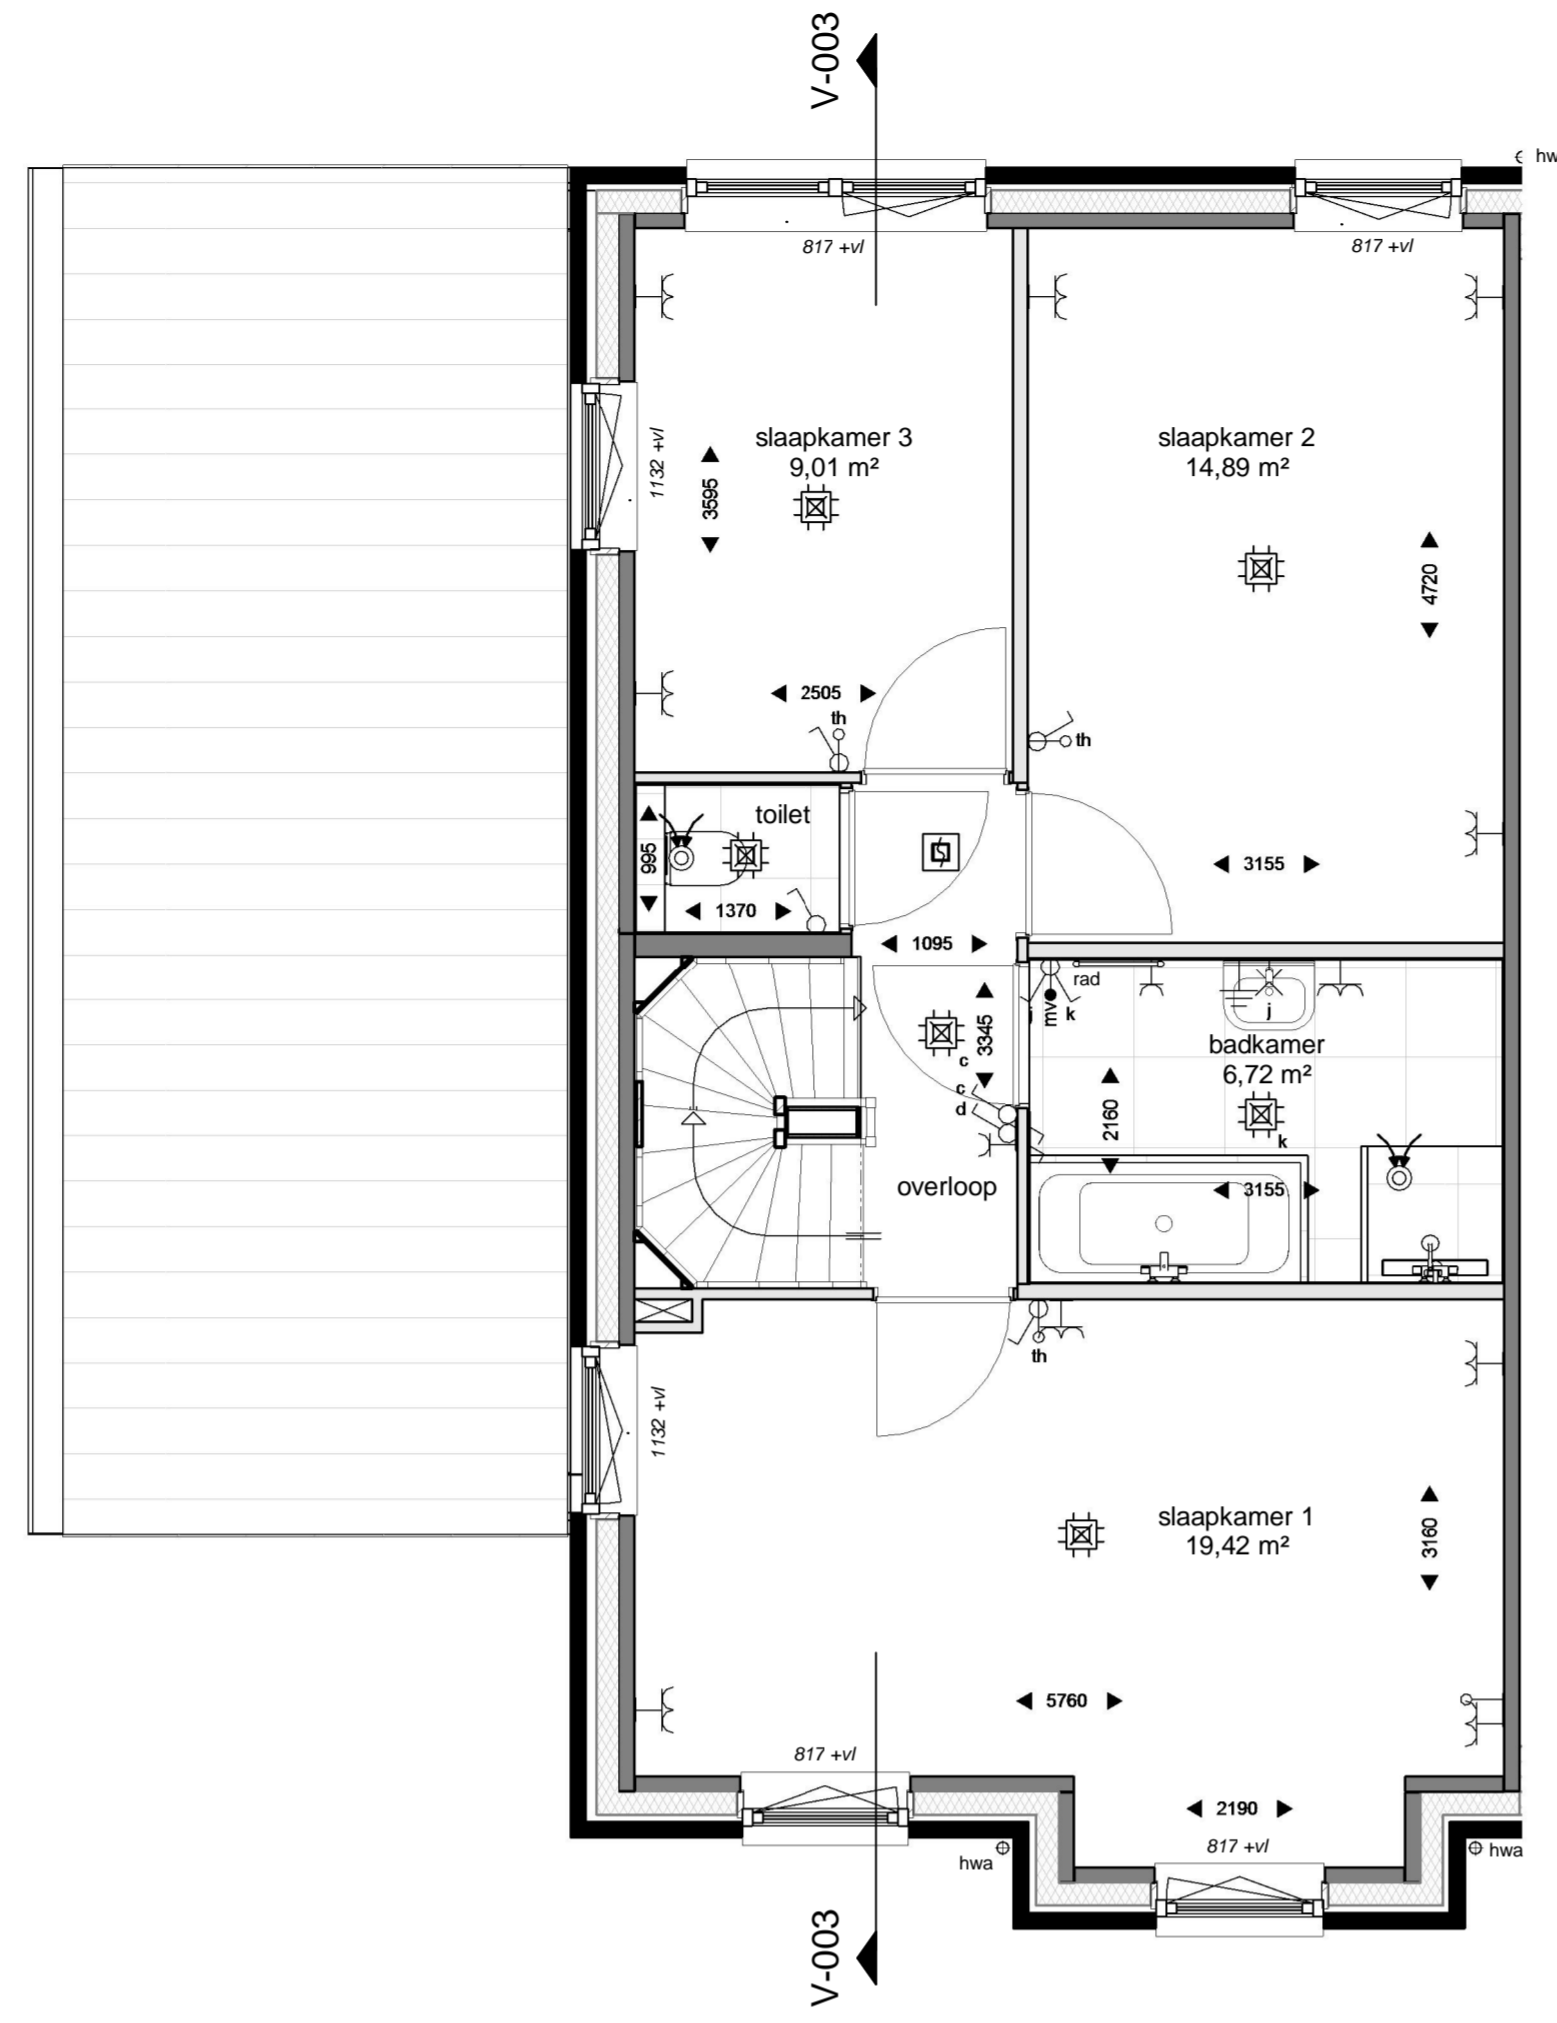 V-003
hw
817 +vl
817 +vl
slaapkamer 3
9,01 m²
slaapkamer 2
14,89 m²
1132 +vl
3595
4720
2505
th
th
toilet
995
1370
3155
1095
rad
3345
mv
k
j
c
badkamer
6,72 m²
c
d
2160
k
overloop
3155
th
1132 +vl
slaapkamer 1
19,42 m²
3160
5760
817 +vl
2190
817 +vl
hwa
hwa
V-003